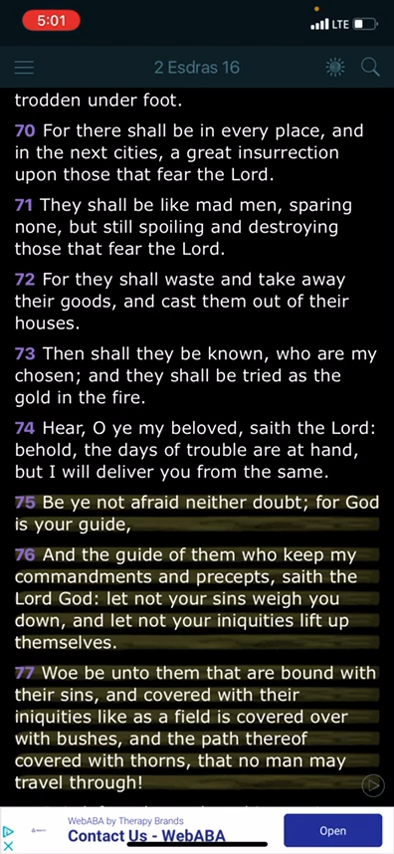 5:01
LTE
2 Esdras 16
trodden under foot.
70 For there shall be in every place, and
in the next cities, a great insurrection
upon those that fear the Lord.
71 They shall be like mad men, sparing
none, but still spoiling and destroying
those that fear the Lord.
72 For they shall waste and take away
their goods, and cast them out of their
houses.
73 Then shall they be known, who are my
chosen; and they shall be tried as the
gold in the fire.
74 Hear, O ye my beloved, saith the Lord:
behold, the days of trouble are at hand,
but I will deliver you from the same.
75 Be ye not afraid neither doubt; for God
is your guide,
76 And the guide of them who keep my
commandments and precepts, saith the
Lord God: let not your sins weigh you
down, and let not your iniquities lift up
themselves.
77 Woe be unto them that are bound with
their sins, and covered with their
iniquities like as a field is covered over
with bushes, and the path thereof
covered with thorns, that no man may
travel through!
WebABA by Therapy Brands
Contact Us - WebABA
Open